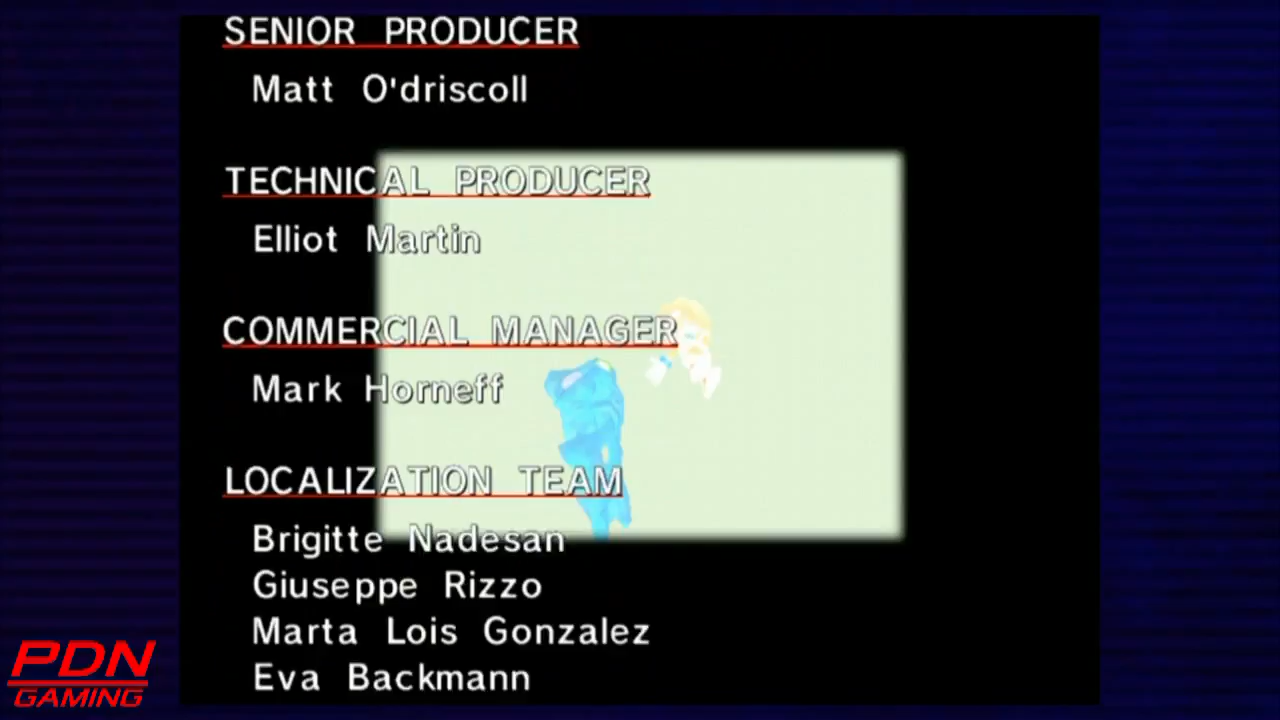 SENIOR PRODUCER
Matt O'driscoll
TECHNICAL PRODUCER
Elliot Martin
COMMERCIAL MANAGER
Mark Horneff
LOCALIZATION TEAM
Brigitte Nadesan
Giuseppe Rizzo
Marta Lois Gonzalez
Eva Backmann
PDN
GAMING